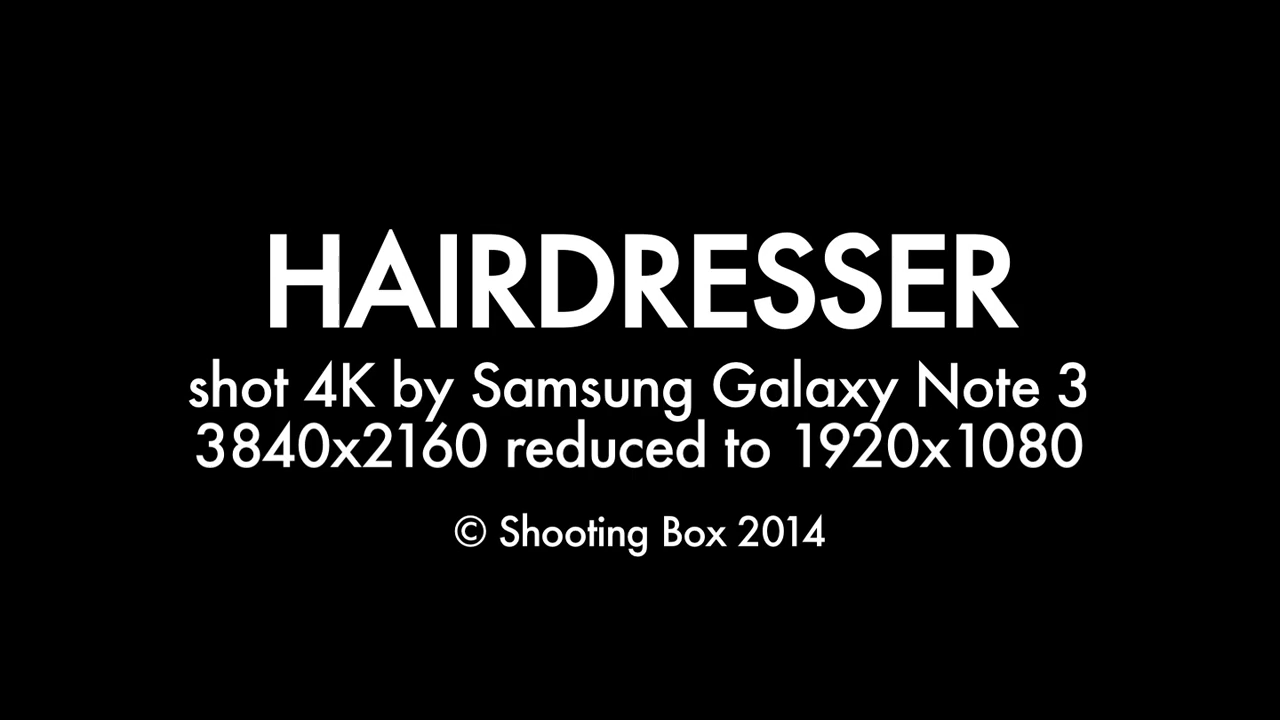 HAIRDRESSER
shot 4K by Samsung Galaxy Note 3
3840x2160 reduced to 1920x1080
© Shooting Box 2014